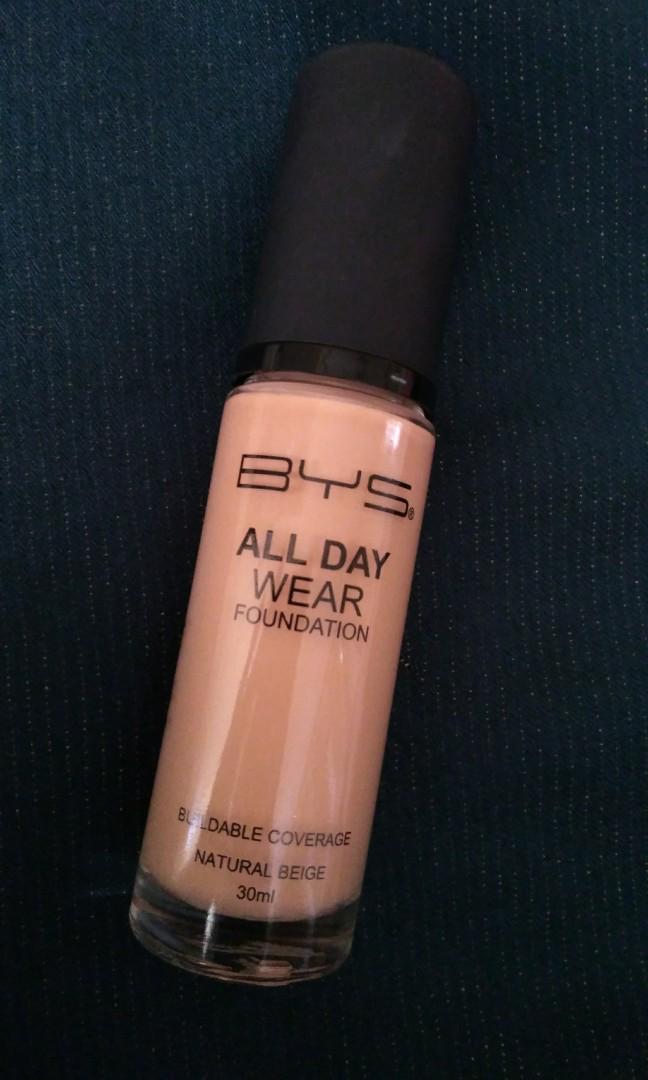 BYS®
ALL DAY
WEAR
FOUNDATION
BUILDABLE COVERAGE
NATURAL BEIGE
30ml